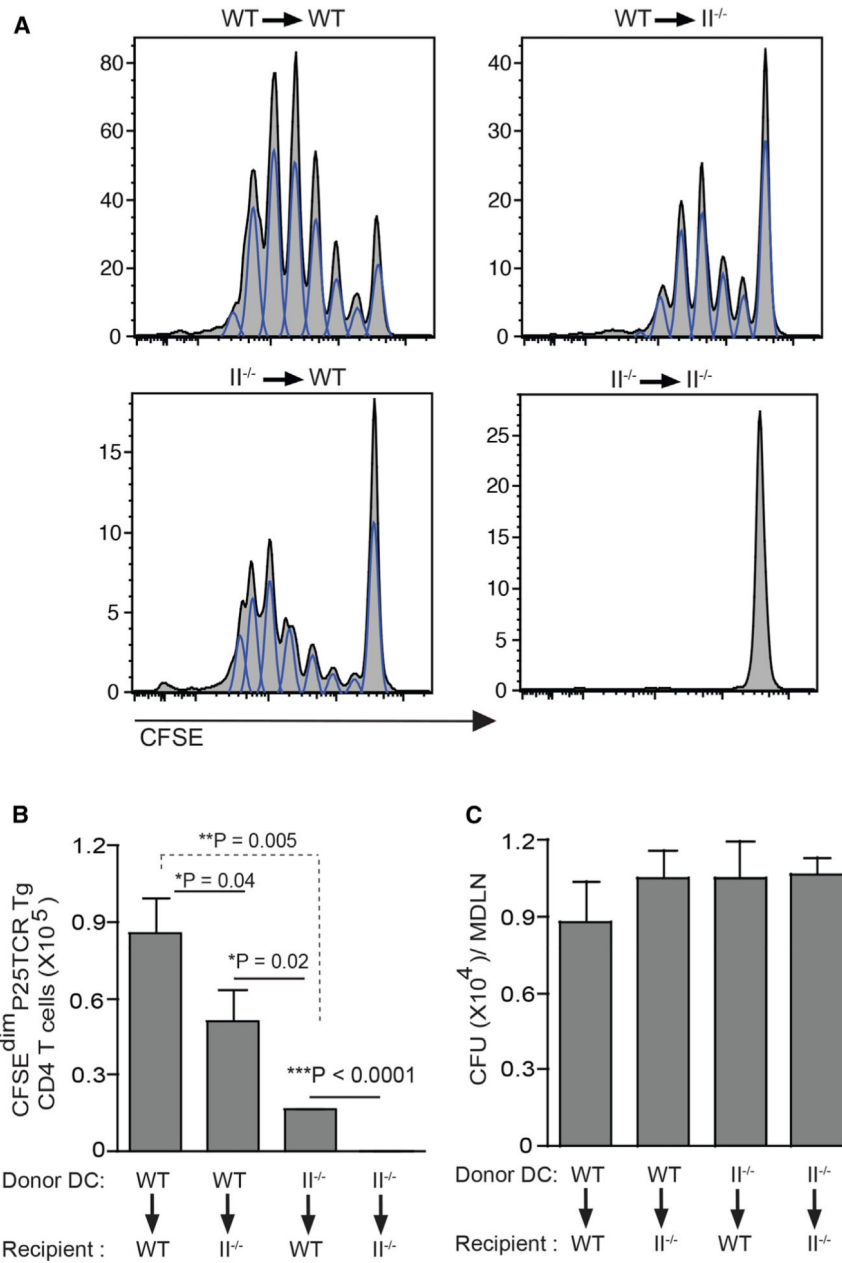 A
WT → WT
WT → II-/-
80
60
40
20
0
40
30
20
10
0
II-/- → WT
II-/- → II-/-
15
10
5
0
25
20
15
10
5
0
CFSE
B
CFSEdim P25TCR Tg
CD4 T cells (X10 5)
1.2
0.9
0.6
0.3
0
**P = 0.005
*P = 0.04
*P = 0.02
***P < 0.0001
Donor DC: WT WT II-/- II-/-
Recipient : WT II-/- WT II-/-
C
CFU (X10 4)/ MDLN
1.2
0.9
0.6
0.3
0
Donor DC: WT WT II-/- II-/-
Recipient : WT II-/- WT II-/-